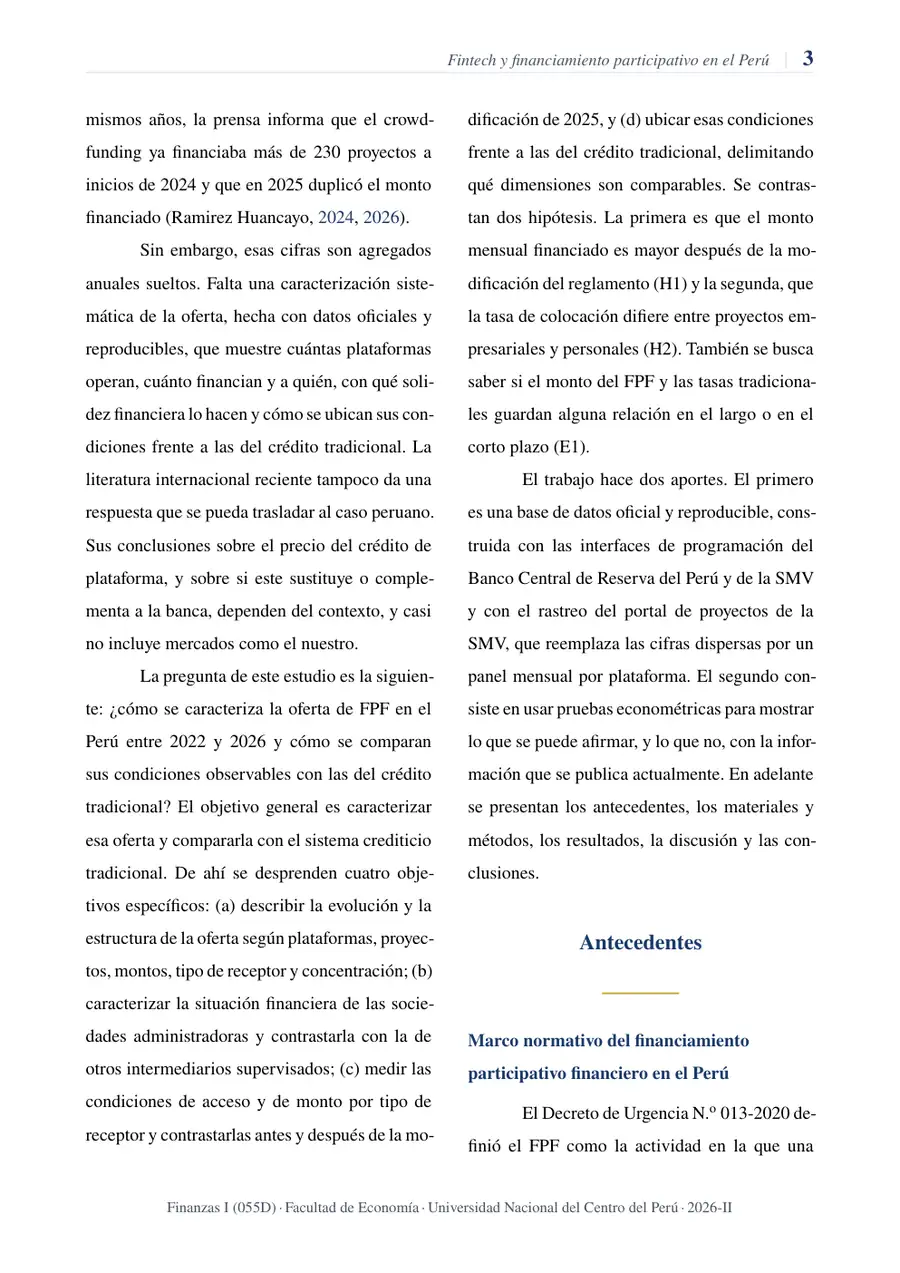 Fintech y financiamiento participativo en el Perú | 3
mismos años, la prensa informa que el crowd-
funding ya financiaba más de 230 proyectos a
inicios de 2024 y que en 2025 duplicó el monto
financiado (Ramirez Huancayo, 2024, 2026).
Sin embargo, esas cifras son agregados
anuales sueltos. Falta una caracterización siste-
mática de la oferta, hecha con datos oficiales y
reproducibles, que muestre cuántas plataformas
operan, cuánto financian y a quién, con qué soli-
dez financiera lo hacen y cómo se ubican sus con-
diciones frente a las del crédito tradicional. La
literatura internacional reciente tampoco da una
respuesta que se pueda trasladar al caso peruano.
Sus conclusiones sobre el precio del crédito de
plataforma, y sobre si este sustituye o comple-
menta a la banca, dependen del contexto, y casi
no incluye mercados como el nuestro.
La pregunta de este estudio es la siguien-
te: ¿cómo se caracteriza la oferta de FPF en el
Perú entre 2022 y 2026 y cómo se comparan
sus condiciones observables con las del crédito
tradicional? El objetivo general es caracterizar
esa oferta y compararla con el sistema crediticio
tradicional. De ahí se desprenden cuatro obje-
tivos específicos: (a) describir la evolución y la
estructura de la oferta según plataformas, proyec-
tos, montos, tipo de receptor y concentración; (b)
caracterizar la situación financiera de las socie-
dades administradoras y contrastarla con la de
otros intermediarios supervisados; (c) medir las
condiciones de acceso y de monto por tipo de
receptor y contrastarlas antes y después de la mo-
dificación de 2025, y (d) ubicar esas condiciones
frente a las del crédito tradicional, delimitando
qué dimensiones son comparables. Se contras-
tan dos hipótesis. La primera es que el monto
mensual financiado es mayor después de la mo-
dificación del reglamento (H1) y la segunda, que
la tasa de colocación difiere entre proyectos em-
presariales y personales (H2). También se busca
saber si el monto del FPF y las tasas tradiciona-
les guardan alguna relación en el largo o en el
corto plazo (E1).
El trabajo hace dos aportes. El primero
es una base de datos oficial y reproducible, cons-
truida con las interfaces de programación del
Banco Central de Reserva del Perú y de la SMV
y con el rastreo del portal de proyectos de la
SMV, que reemplaza las cifras dispersas por un
panel mensual por plataforma. El segundo con-
siste en usar pruebas econométricas para mostrar
lo que se puede afirmar, y lo que no, con la infor-
mación que se publica actualmente. En adelante
se presentan los antecedentes, los materiales y
métodos, los resultados, la discusión y las con-
clusiones.
Antecedentes
Marco normativo del financiamiento
participativo financiero en el Perú
El Decreto de Urgencia N.º 013-2020 de-
finió el FPF como la actividad en la que una
Finanzas I (055D) · Facultad de Economía · Universidad Nacional del Centro del Perú · 2026-II